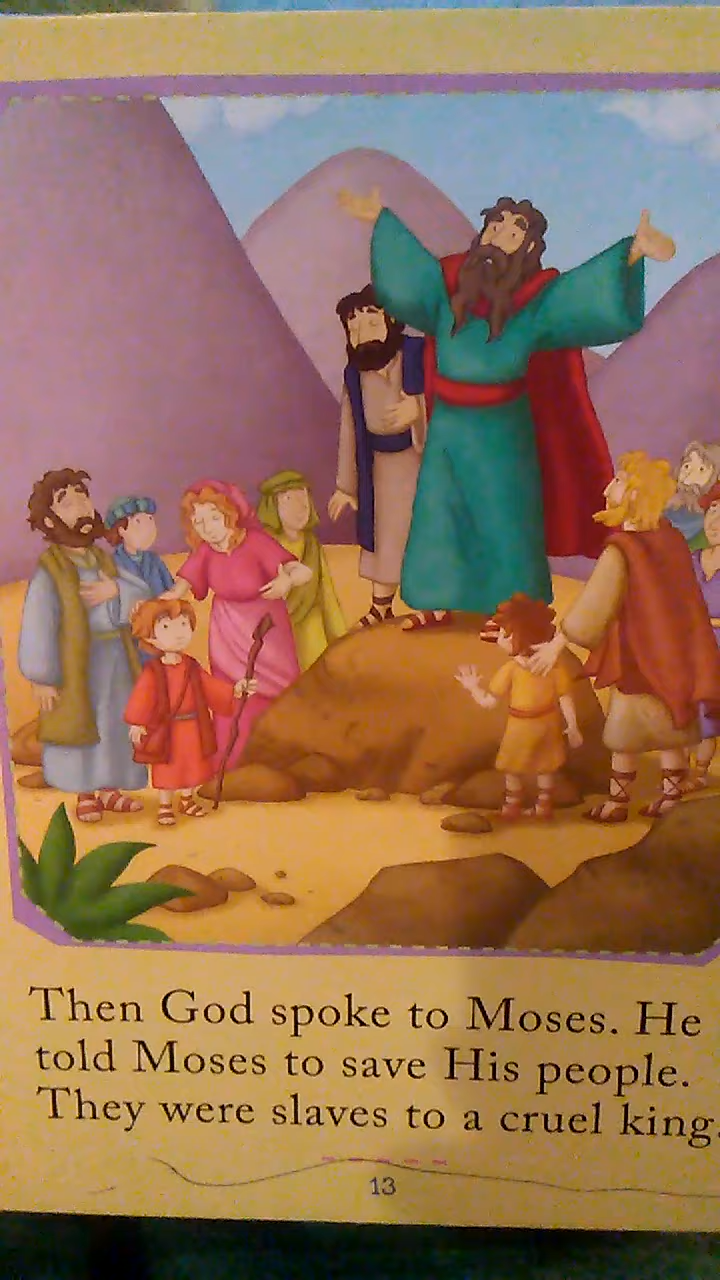 Then God spoke to Moses. He
told Moses to save His people.
They were slaves to a cruel king.
13